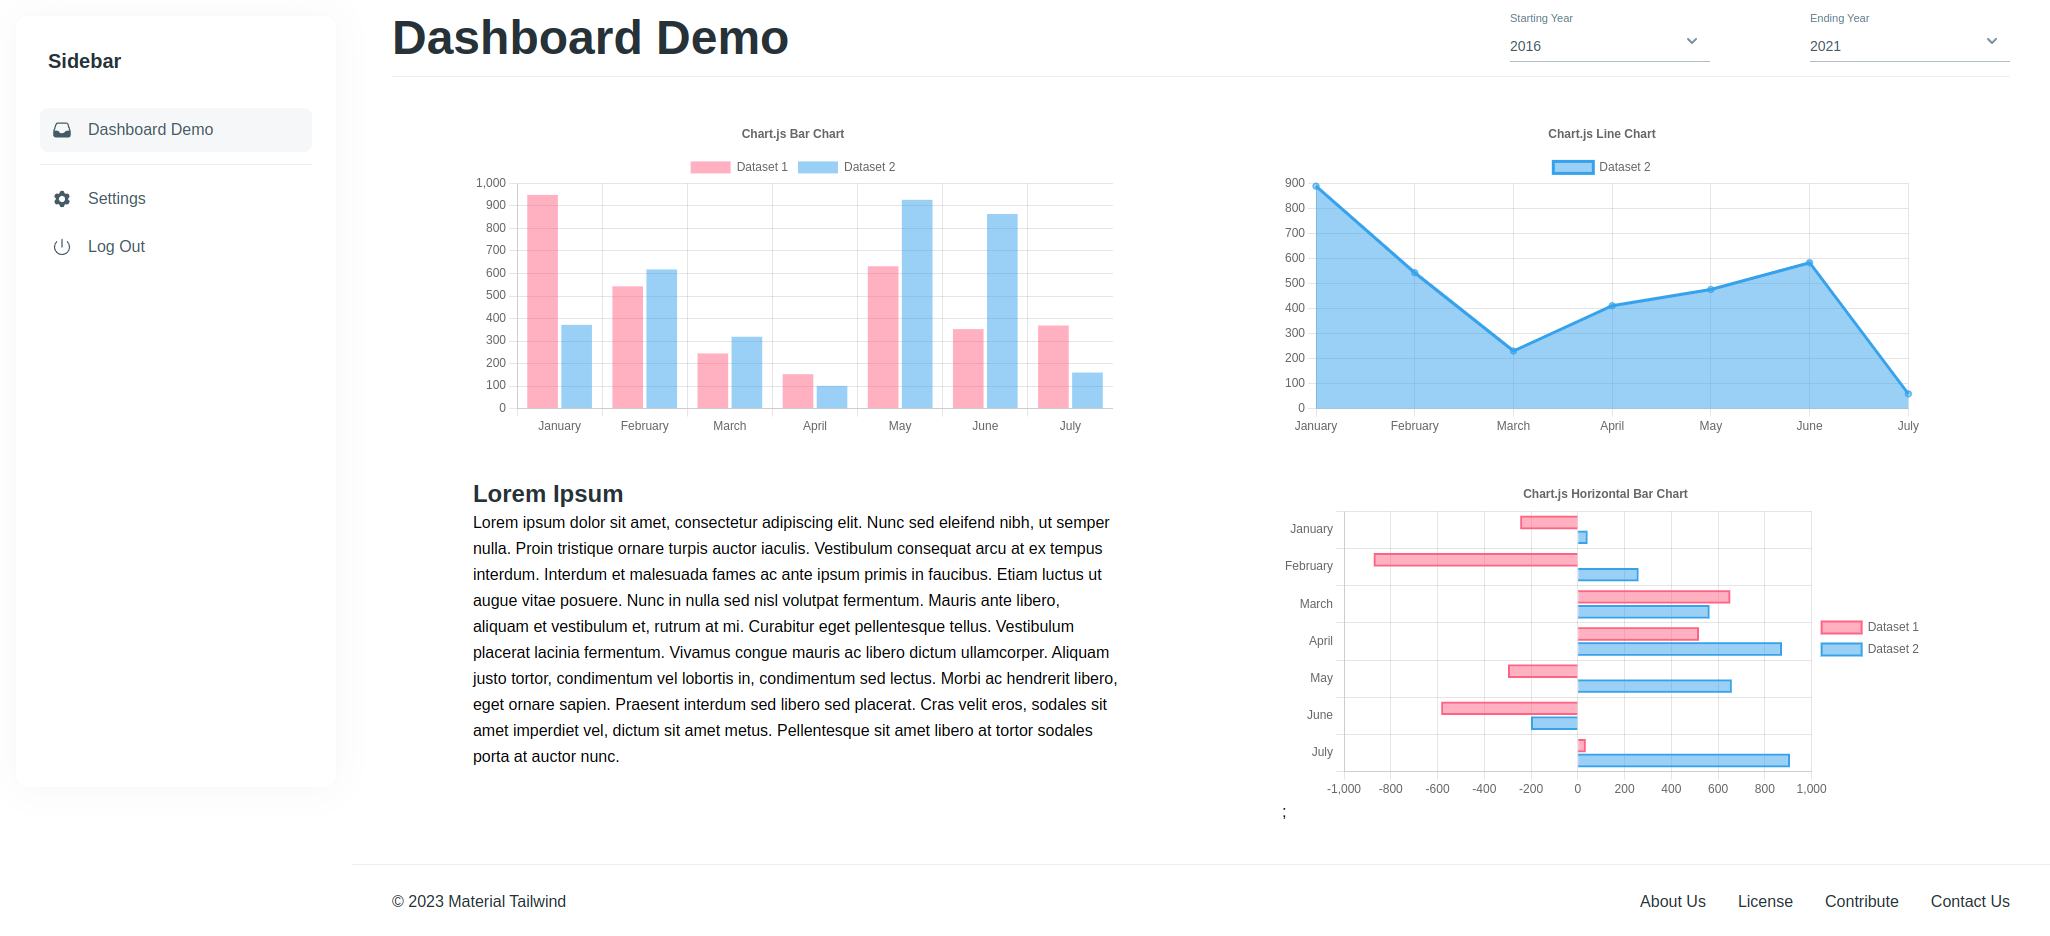 Sidebar
Dashboard Demo
Settings
Log Out
Dashboard Demo
Starting Year
2016
Ending Year
2021
Chart.js Bar Chart
Dataset 1 Dataset 2
1,000
900
800
700
600
500
400
300
200
100
0
January February March April May June July
Chart.js Line Chart
Dataset 2
900
800
700
600
500
400
300
200
100
0
January February March April May June July
Lorem Ipsum
Lorem ipsum dolor sit amet, consectetur adipiscing elit. Nunc sed eleifend nibh, ut semper
nulla. Proin tristique ornare turpis auctor iaculis. Vestibulum consequat arcu at ex tempus
interdum. Interdum et malesuada fames ac ante ipsum primis in faucibus. Etiam luctus ut
augue vitae posuere. Nunc in nulla sed nisl volutpat fermentum. Mauris ante libero,
aliquam et vestibulum et, rutrum at mi. Curabitur eget pellentesque tellus. Vestibulum
placerat lacinia fermentum. Vivamus congue mauris ac libero dictum ullamcorper. Aliquam
justo tortor, condimentum vel lobortis in, condimentum sed lectus. Morbi ac hendrerit libero,
eget ornare sapien. Praesent interdum sed libero sed placerat. Cras velit eros, sodales sit
amet imperdiet vel, dictum sit amet metus. Pellentesque sit amet libero at tortor sodales
porta at auctor nunc.
Chart.js Horizontal Bar Chart
January
February
March
April
May
June
July
-1,000 -800 -600 -400 -200 0 200 400 600 800 1,000
Dataset 1
Dataset 2
;
© 2023 Material Tailwind
About Us License Contribute Contact Us